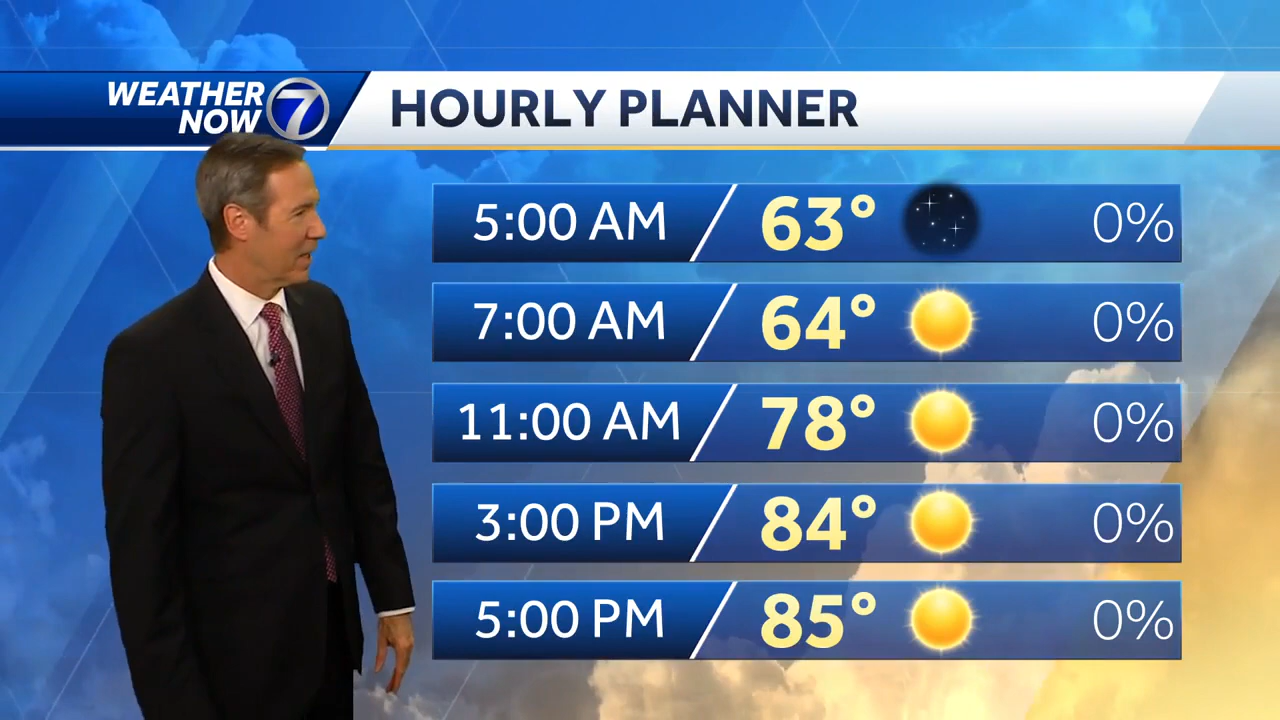 WEATHER
NOW 7
HOURLY PLANNER
5:00 AM 63° 0%
7:00 AM 64° 0%
11:00 AM 78° 0%
3:00 PM 84° 0%
5:00 PM 85° 0%